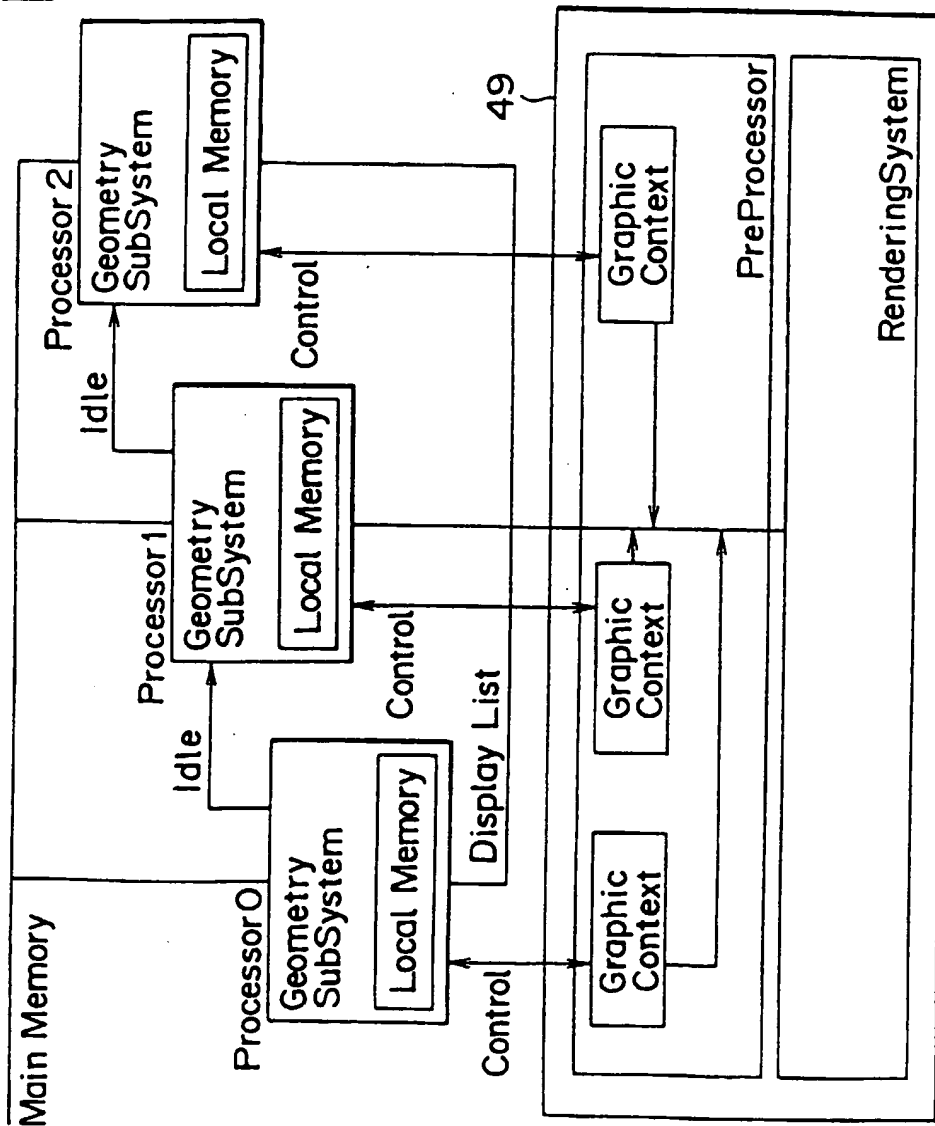 Main Memory
Processor 0
Geometry
SubSystem
Local Memory
Idle
Processor 1
Geometry
SubSystem
Local Memory
Idle
Processor 2
Geometry
SubSystem
Local Memory
Display List
Control
Control
Control
49
Graphic
Context
Graphic
Context
Graphic
Context
PreProcessor
RenderingSystem